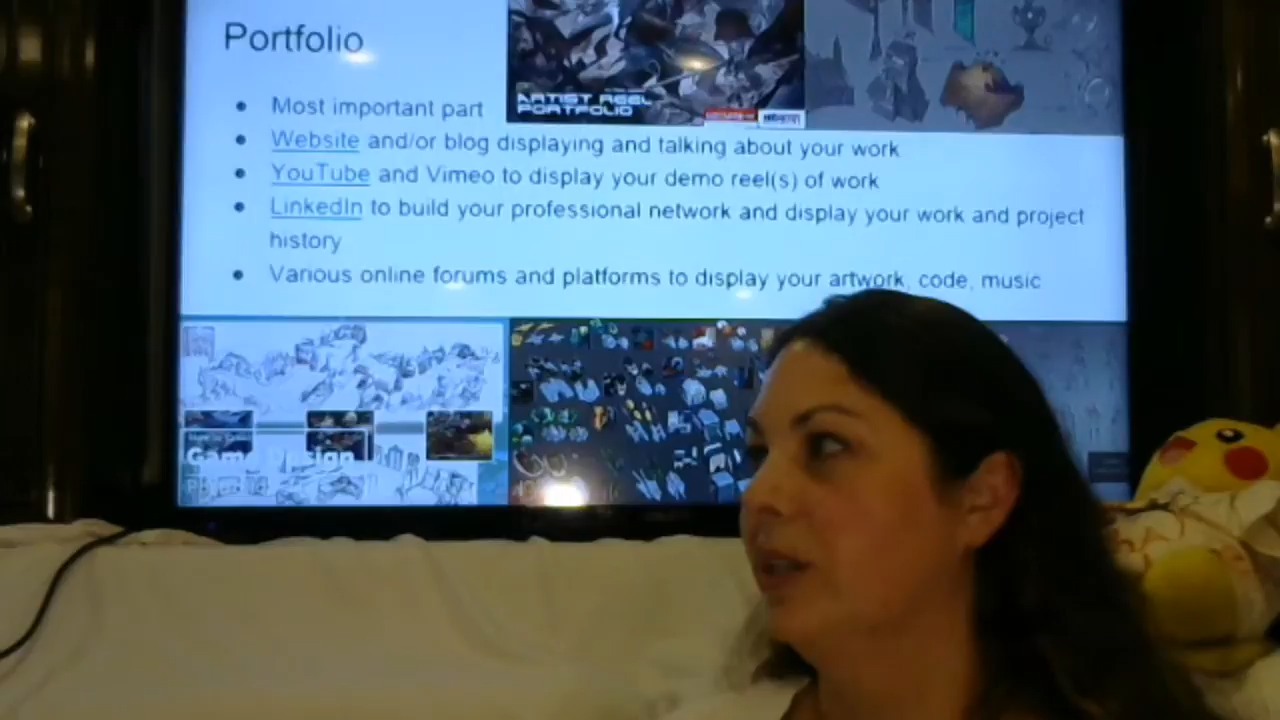 Portfolio
ARTIST REEL
PORTFOLIO
Most important part
Website and/or blog displaying and talking about your work
YouTube and Vimeo to display your demo reel(s) of work
LinkedIn to build your professional network and display your work and project
history
Various online forums and platforms to display your artwork, code, music
Game Design